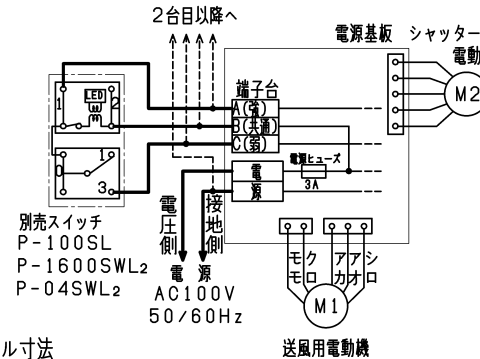 2台目以降へ
電源基板
シャッター
電動
M2
LED
1
2
端子台
A(強)
B(共通)
C(弱)
0
1
3
電
源
電源ヒューズ
3A
別売スイッチ
P-100SL
P-1600SWL2
P-04SWL2
電圧側
接地側
電 源
AC100V
50/60Hz
モモ
クロ
アカ
アオ
シロ
M1
送風用電動機
ル寸法